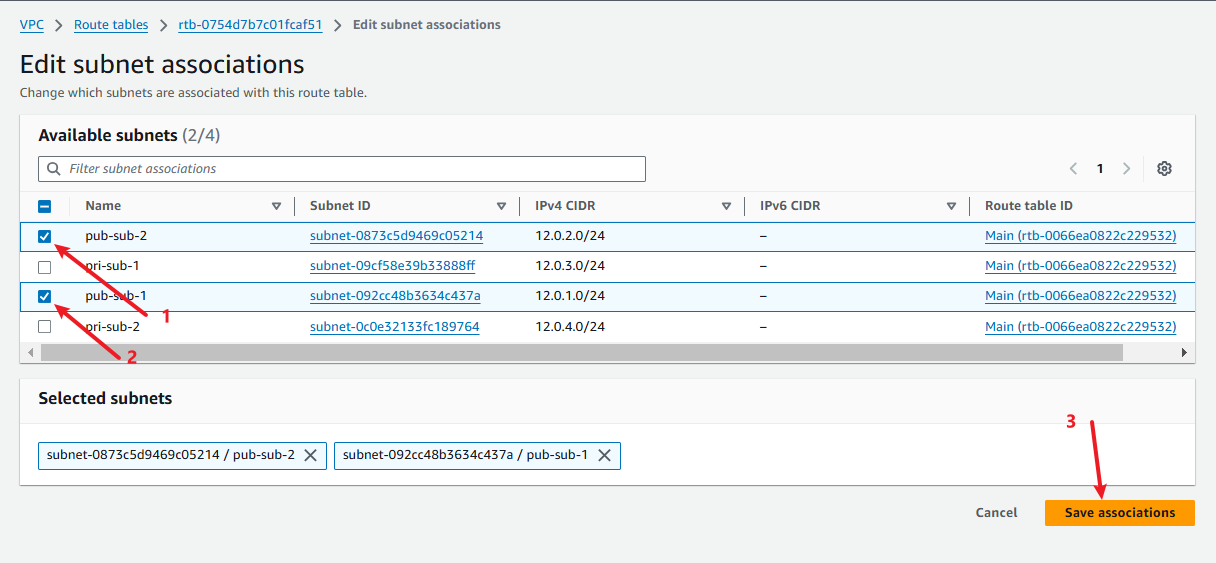 VPC > Route tables > rtb-0754d7b7c01fcaf51 > Edit subnet associations
Edit subnet associations
Change which subnets are associated with this route table.
Available subnets (2/4)
Filter subnet associations
1
Name Subnet ID IPv4 CIDR IPv6 CIDR Route table ID
pub-sub-2 subnet-0873c5d9469c05214 12.0.2.0/24 – Main (rtb-0066ea0822c229532)
pri-sub-1 subnet-09cf58e39b33888ff 12.0.3.0/24 – Main (rtb-0066ea0822c229532)
pub-sub-1 subnet-092cc48b3634c437a 12.0.1.0/24 – Main (rtb-0066ea0822c229532)
1
pri-sub-2 subnet-0c0e32133fc189764 12.0.4.0/24 – Main (rtb-0066ea0822c229532)
2
Selected subnets
3
subnet-0873c5d9469c05214 / pub-sub-2 subnet-092cc48b3634c437a / pub-sub-1
Cancel Save associations